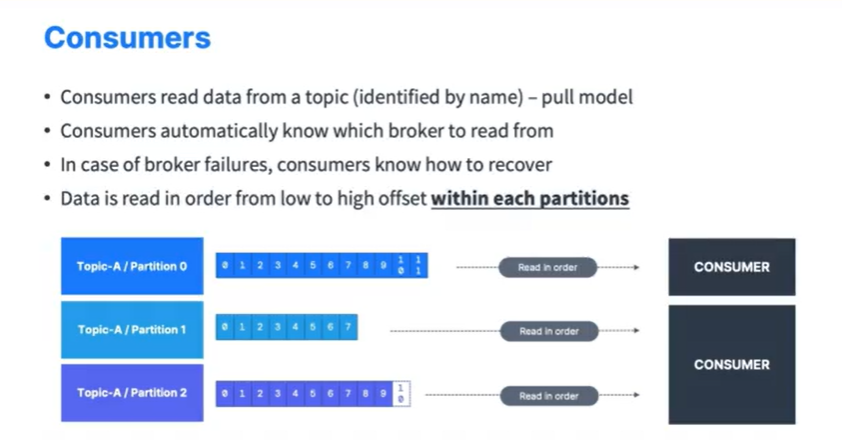 Consumers
• Consumers read data from a topic (identified by name) – pull model
• Consumers automatically know which broker to read from
• In case of broker failures, consumers know how to recover
• Data is read in order from low to high offset within each partitions
Topic-A / Partition 0
0 1 2 3 4 5 6 7 8 9 10 11
Read in order
CONSUMER
Topic-A / Partition 1
0 1 2 3 4 5 6 7
Read in order
Topic-A / Partition 2
0 1 2 3 4 5 6 7 8 9 10
Read in order
CONSUMER